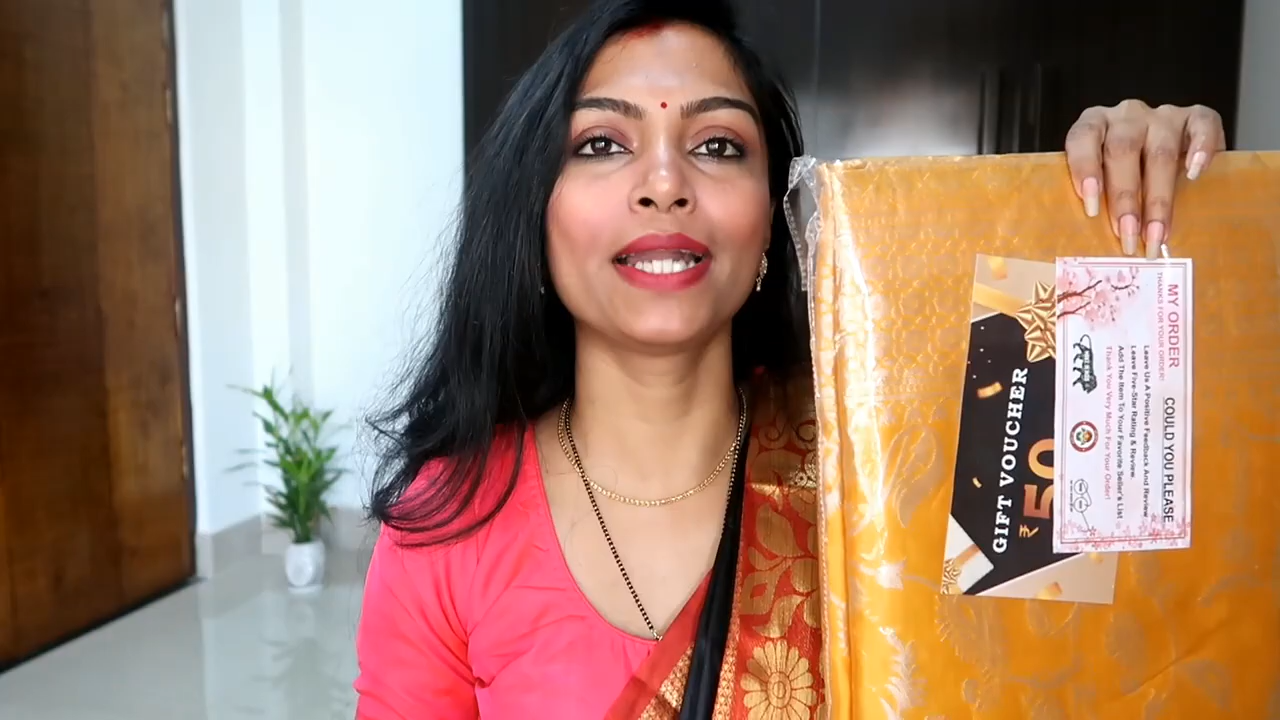 MY ORDER
THANKS FOR YOUR ORDER!
COULD YOU PLEASE
Leave Us A Positive Feedback And Review
Leave Five-Star Rating & Review
Add The Item To Your Favorite Seller's List
Thank You Very Much For Your Order!
GIFT VOUCHER
₹50